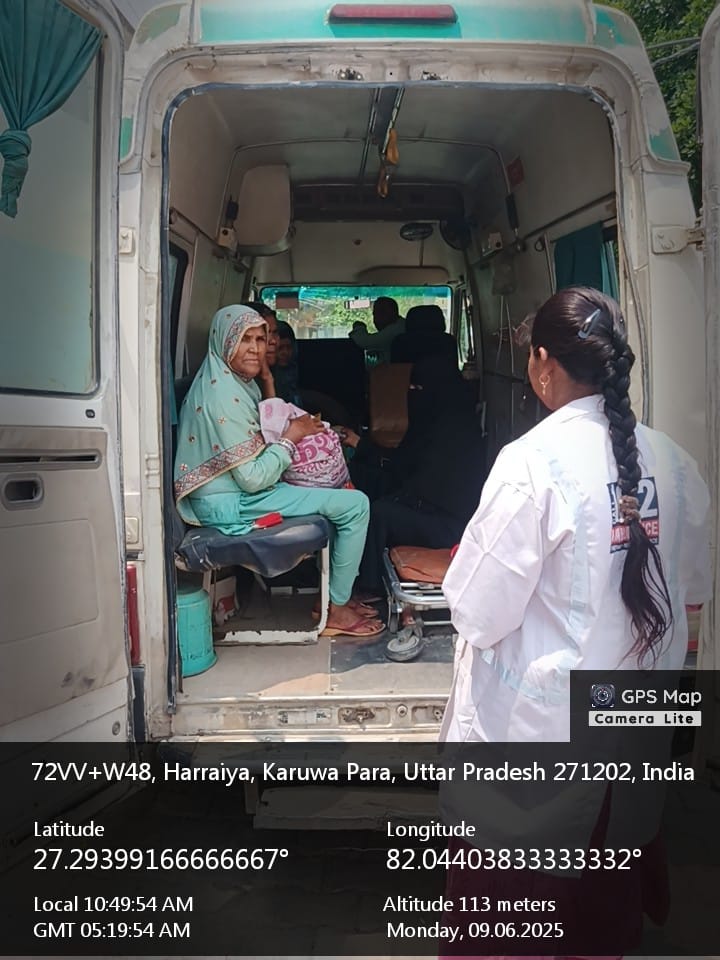 GPS Map
Camera Lite
72VV+W48, Harraiya, Karuwa Para, Uttar Pradesh 271202, India
Latitude
27.29399166666667°
Longitude
82.04403833333332°
Local 10:49:54 AM
GMT 05:19:54 AM
Altitude 113 meters
Monday, 09.06.2025